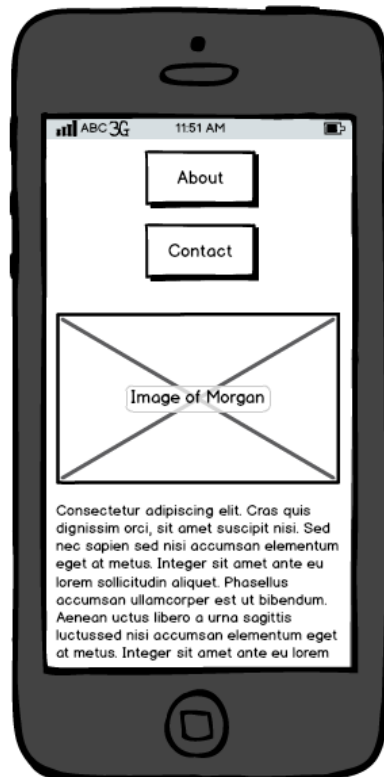 ABC 3G 11:51 AM
About
Contact
Image of Morgan
Consectetur adipiscing elit. Cras quis
dignissim orci, sit amet suscipit nisi. Sed
nec sapien sed nisi accumsan elementum
eget at metus. Integer sit amet ante eu
lorem sollicitudin aliquet. Phasellus
accumsan ullamcorper est ut bibendum.
Aenean uctus libero a urna sagittis
luctussed nisi accumsan elementum eget
at metus. Integer sit amet ante eu lorem